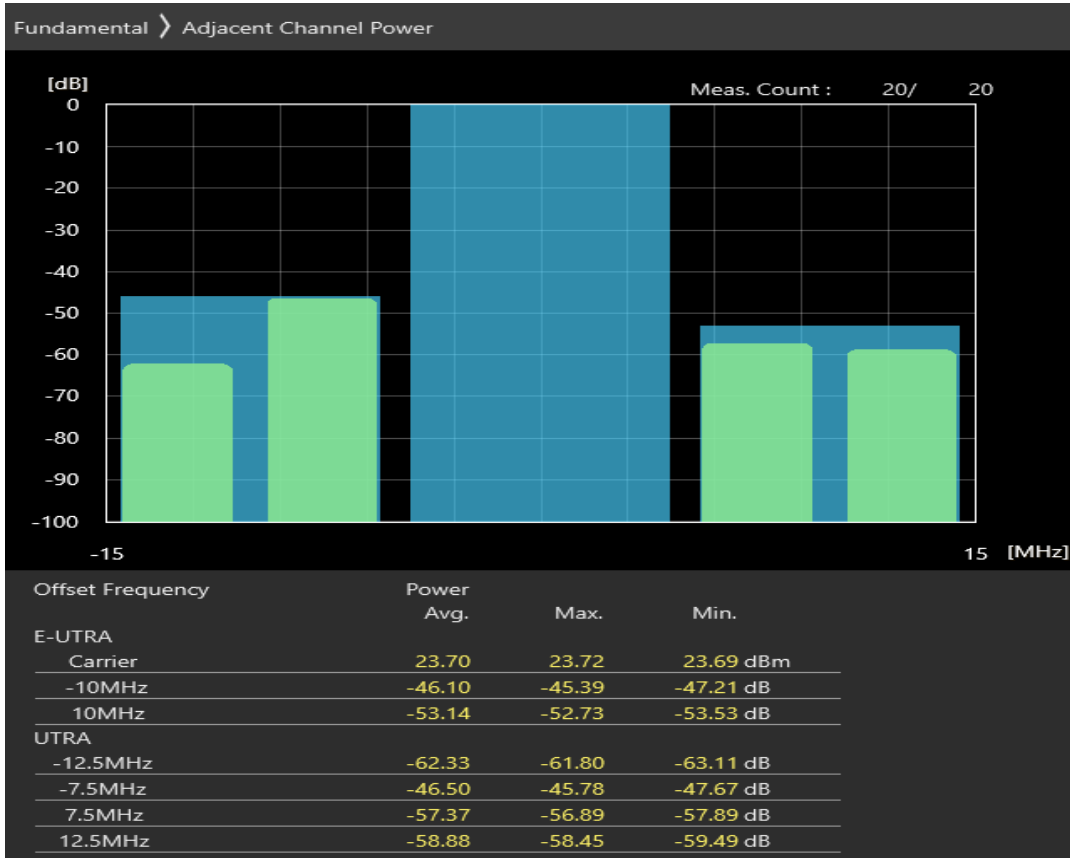 Fundamental 〉 Adjacent Channel Power
[dB]
Meas. Count : 20/ 20
0
-10
-20
-30
-40
-50
-60
-70
-80
-90
-100
-15 15 [MHz]
Offset Frequency Power
Avg. Max. Min.
E-UTRA
Carrier 23.70 23.72 23.69 dBm
-10MHz -46.10 -45.39 -47.21 dB
10MHz -53.14 -52.73 -53.53 dB
UTRA
-12.5MHz -62.33 -61.80 -63.11 dB
-7.5MHz -46.50 -45.78 -47.67 dB
7.5MHz -57.37 -56.89 -57.89 dB
12.5MHz -58.88 -58.45 -59.49 dB